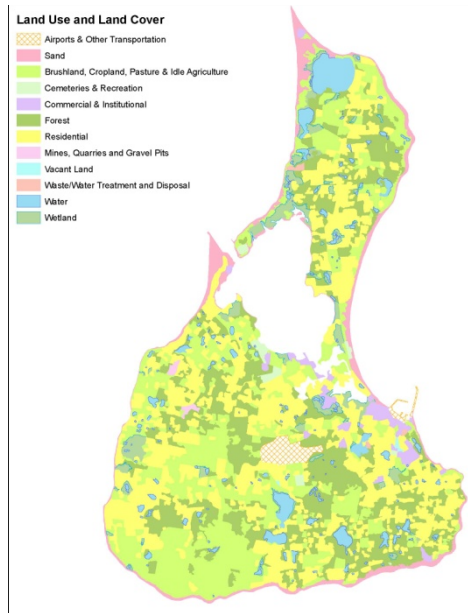 Land Use and Land Cover
Airports & Other Transportation
Sand
Brushland, Cropland, Pasture & Idle Agriculture
Cemeteries & Recreation
Commercial & Institutional
Forest
Residential
Mines, Quarries and Gravel Pits
Vacant Land
Waste/Water Treatment and Disposal
Water
Wetland